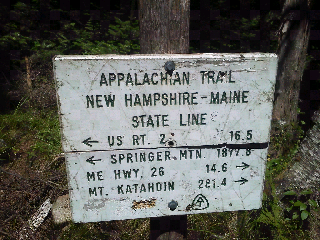 APPALACHIAN TRAIL
NEW HAMPSHIRE-MAINE
STATE LINE
← US RT. 2 16.5
← SPRINGER MTN. 1877.8
ME HWY. 26 14.6 →
MT. KATAHDIN 281.4 →